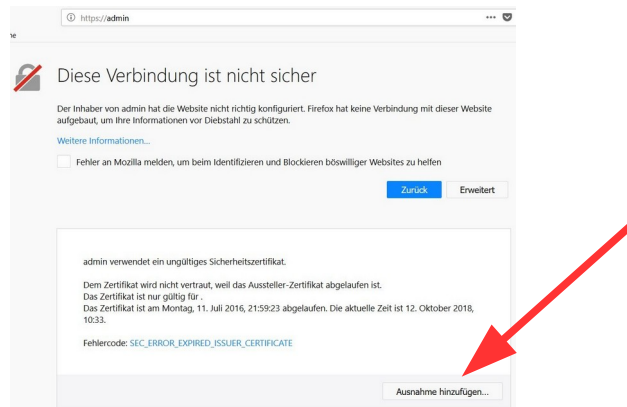 https://admin
ne
Diese Verbindung ist nicht sicher
Der Inhaber von admin hat die Website nicht richtig konfiguriert. Firefox hat keine Verbindung mit dieser Website
aufgebaut, um Ihre Informationen vor Diebstahl zu schützen.
Weitere Informationen...
Fehler an Mozilla melden, um beim Identifizieren und Blockieren böswilliger Websites zu helfen
Zurück Erweitert
admin verwendet ein ungültiges Sicherheitszertifikat.
Dem Zertifikat wird nicht vertraut, weil das Aussteller-Zertifikat abgelaufen ist.
Das Zertifikat ist nur gültig für .
Das Zertifikat ist am Montag, 11. Juli 2016, 21:59:23 abgelaufen. Die aktuelle Zeit ist 12. Oktober 2018,
10:33.
Fehlercode: SEC_ERROR_EXPIRED_ISSUER_CERTIFICATE
Ausnahme hinzufügen...